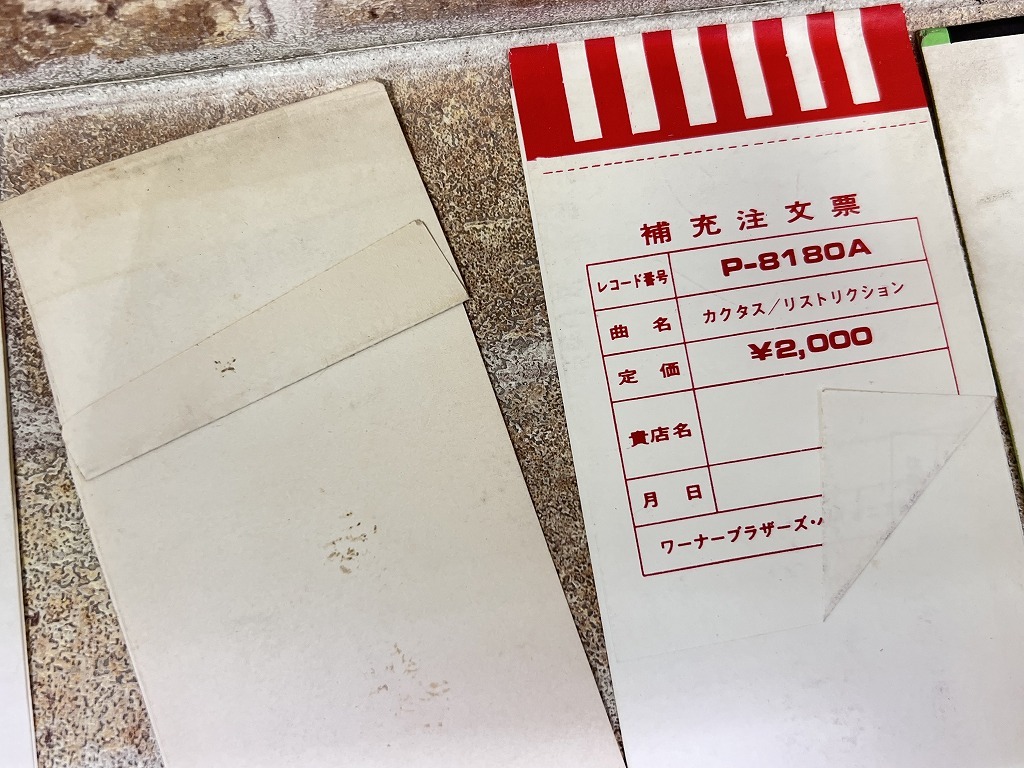 補充注文票
レコード番号 P-8180A
曲名 カクタス/リストリクション
定価 ¥2,000
貴店名
月日
ワーナーブラザーズ・